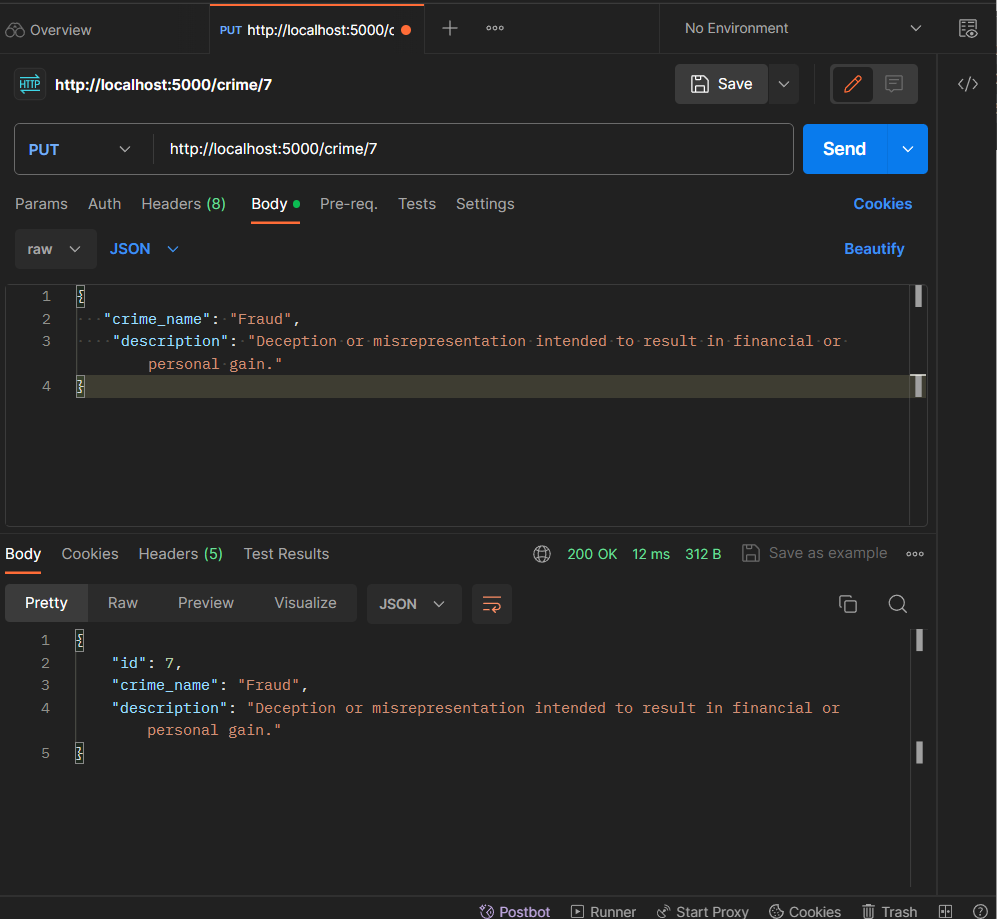 Overview
PUT http://localhost:5000/c
No Environment
HTTP http://localhost:5000/crime/7
Save
PUT http://localhost:5000/crime/7
Send
Params Auth Headers (8) Body Pre-req. Tests Settings Cookies
raw JSON Beautify
1 {
2 "crime_name": "Fraud",
3 "description": "Deception or misrepresentation intended to result in financial or
personal gain."
4 }
Body Cookies Headers (5) Test Results 200 OK 12 ms 312 B Save as example
Pretty Raw Preview Visualize JSON
1 {
2 "id": 7,
3 "crime_name": "Fraud",
4 "description": "Deception or misrepresentation intended to result in financial or
personal gain."
5 }
Postbot Runner Start Proxy Cookies Trash